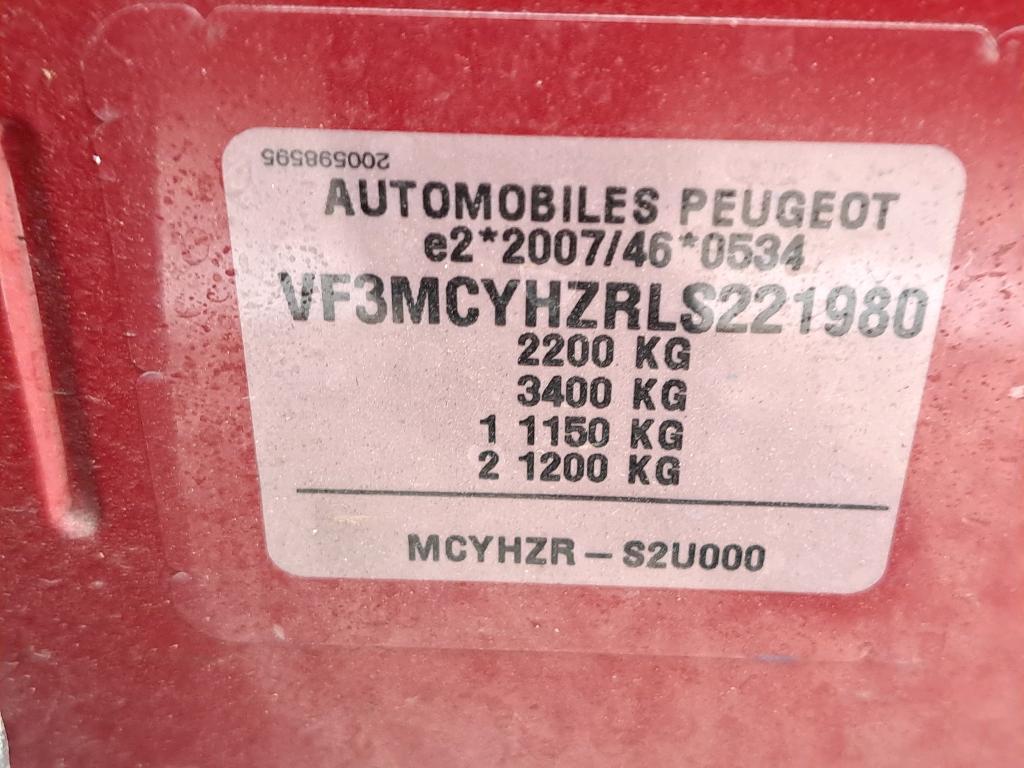 200598595
AUTOMOBILES PEUGEOT
e2*2007/46*0534
VF3MCYHZRLS221980
2200 KG
3400 KG
1 1150 KG
2 1200 KG
MCYHZR – S2U000